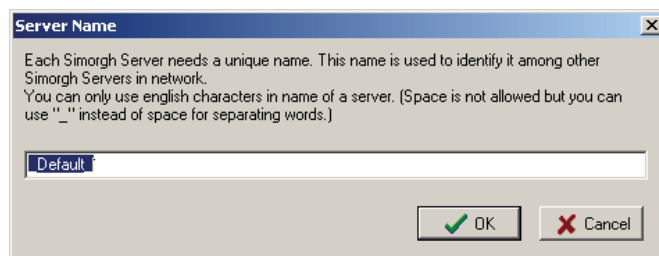 Server Name
Each Simorgh Server needs a unique name. This name is used to identify it among other
Simorgh Servers in network.
You can only use english characters in name of a server. (Space is not allowed but you can
use "_" instead of space for separating words.)
_Default_
OK
Cancel